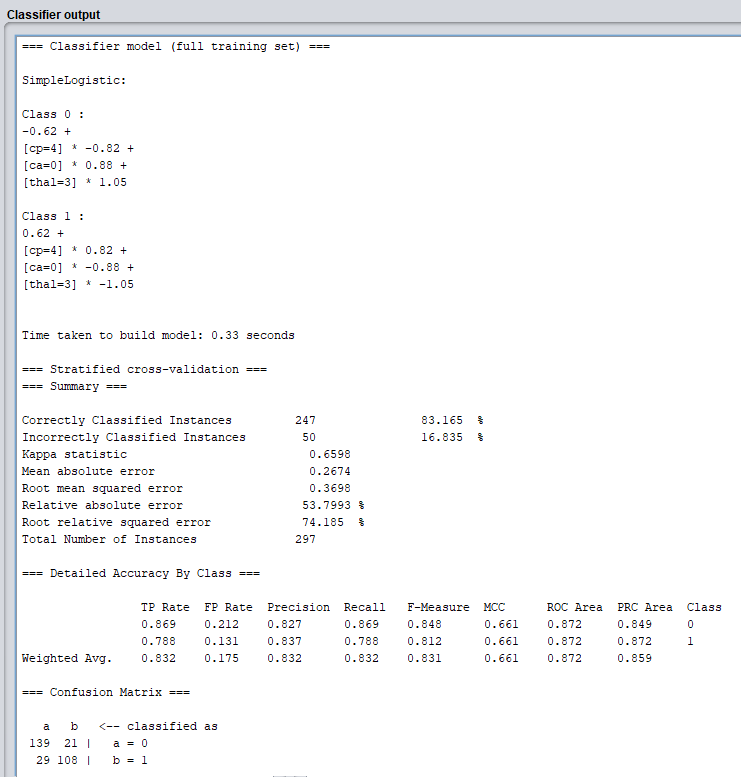 Classifier output
=== Classifier model (full training set) ===
SimpleLogistic:
Class 0 :
-0.62 +
[cp=4] * -0.82 +
[ca=0] * 0.88 +
[thal=3] * 1.05
Class 1 :
0.62 +
[cp=4] * 0.82 +
[ca=0] * -0.88 +
[thal=3] * -1.05
Time taken to build model: 0.33 seconds
=== Stratified cross-validation ===
=== Summary ===
Correctly Classified Instances 247 83.165 %
Incorrectly Classified Instances 50 16.835 %
Kappa statistic 0.6598
Mean absolute error 0.2674
Root mean squared error 0.3698
Relative absolute error 53.7993 %
Root relative squared error 74.185 %
Total Number of Instances 297
=== Detailed Accuracy By Class ===
TP Rate FP Rate Precision Recall F-Measure MCC ROC Area PRC Area Class
0.869 0.212 0.827 0.869 0.848 0.661 0.872 0.849 0
0.788 0.131 0.837 0.788 0.812 0.661 0.872 0.872 1
Weighted Avg. 0.832 0.175 0.832 0.832 0.831 0.661 0.872 0.859
=== Confusion Matrix ===
a b <-- classified as
139 21 | a = 0
29 108 | b = 1